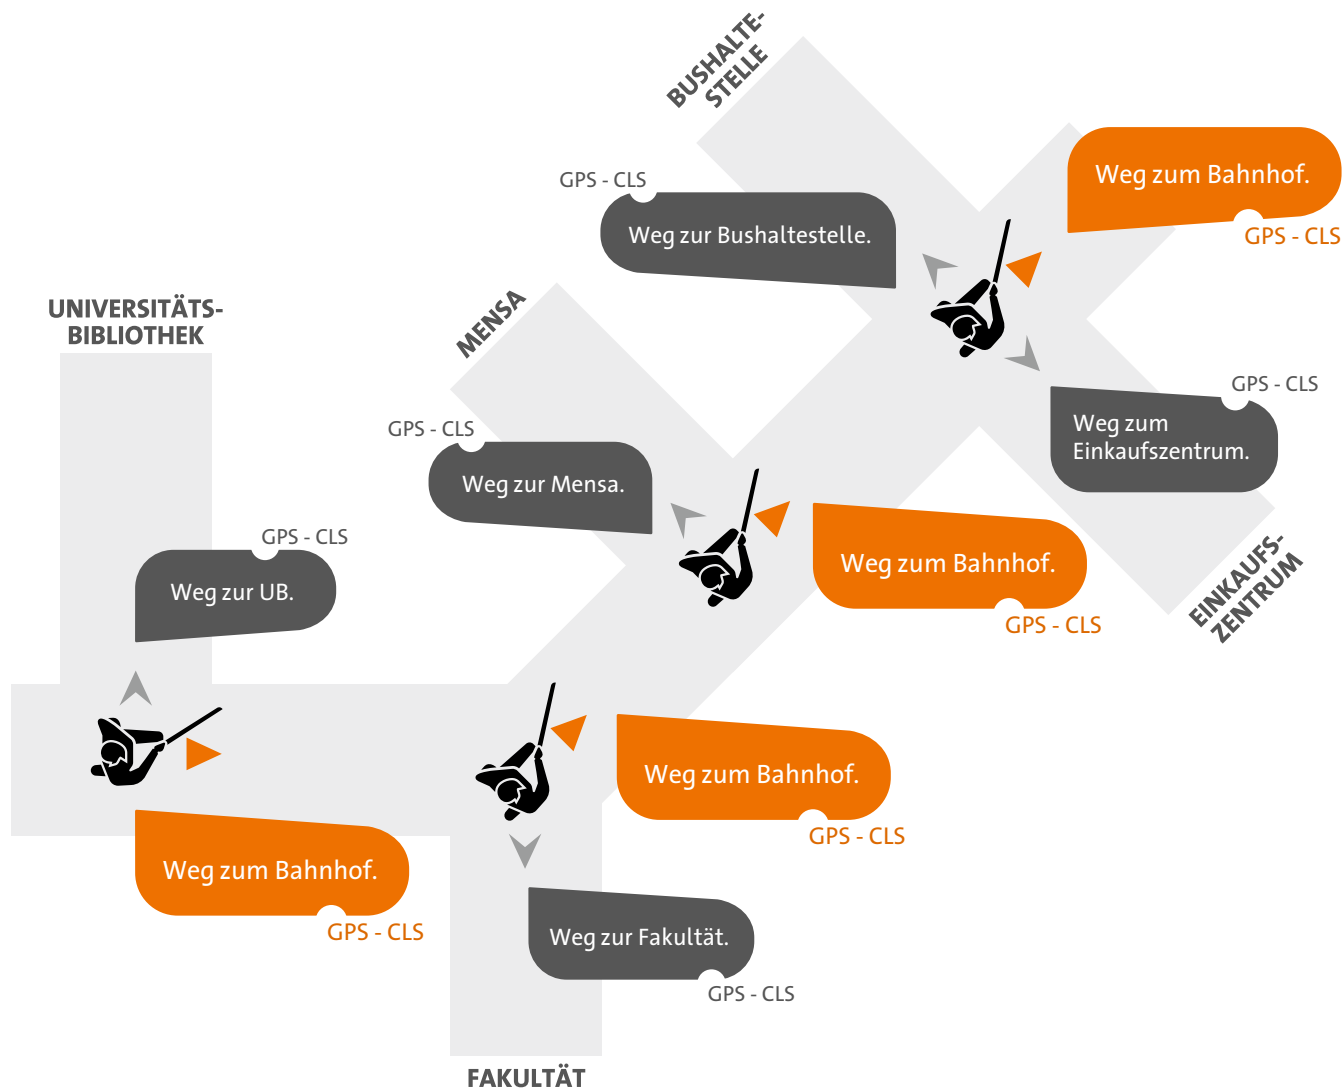 BUSHALTE-
STELLE
Weg zum Bahnhof.
GPS - CLS
GPS - CLS
Weg zur Bushaltestelle.
UNIVERSITÄTS-
BIBLIOTHEK
MENSA
GPS - CLS
Weg zum
Einkaufszentrum.
GPS - CLS
Weg zur Mensa.
EINKAUFS-
ZENTRUM
Weg zum Bahnhof.
GPS - CLS
GPS - CLS
Weg zur UB.
Weg zum Bahnhof.
GPS - CLS
Weg zum Bahnhof.
GPS - CLS
Weg zur Fakultät.
GPS - CLS
FAKULTÄT